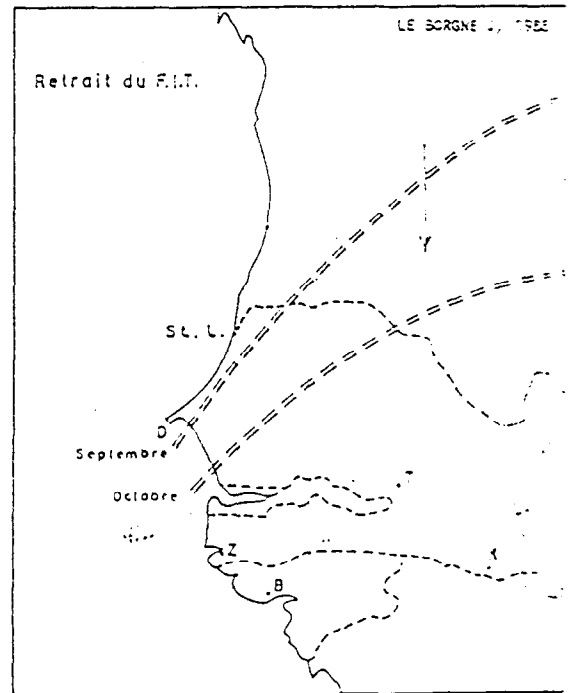 LE BORGNE J, 1988
Retrait du F.I.T.
St. L.
D
Septembre
Octobre
T
Z
K
B